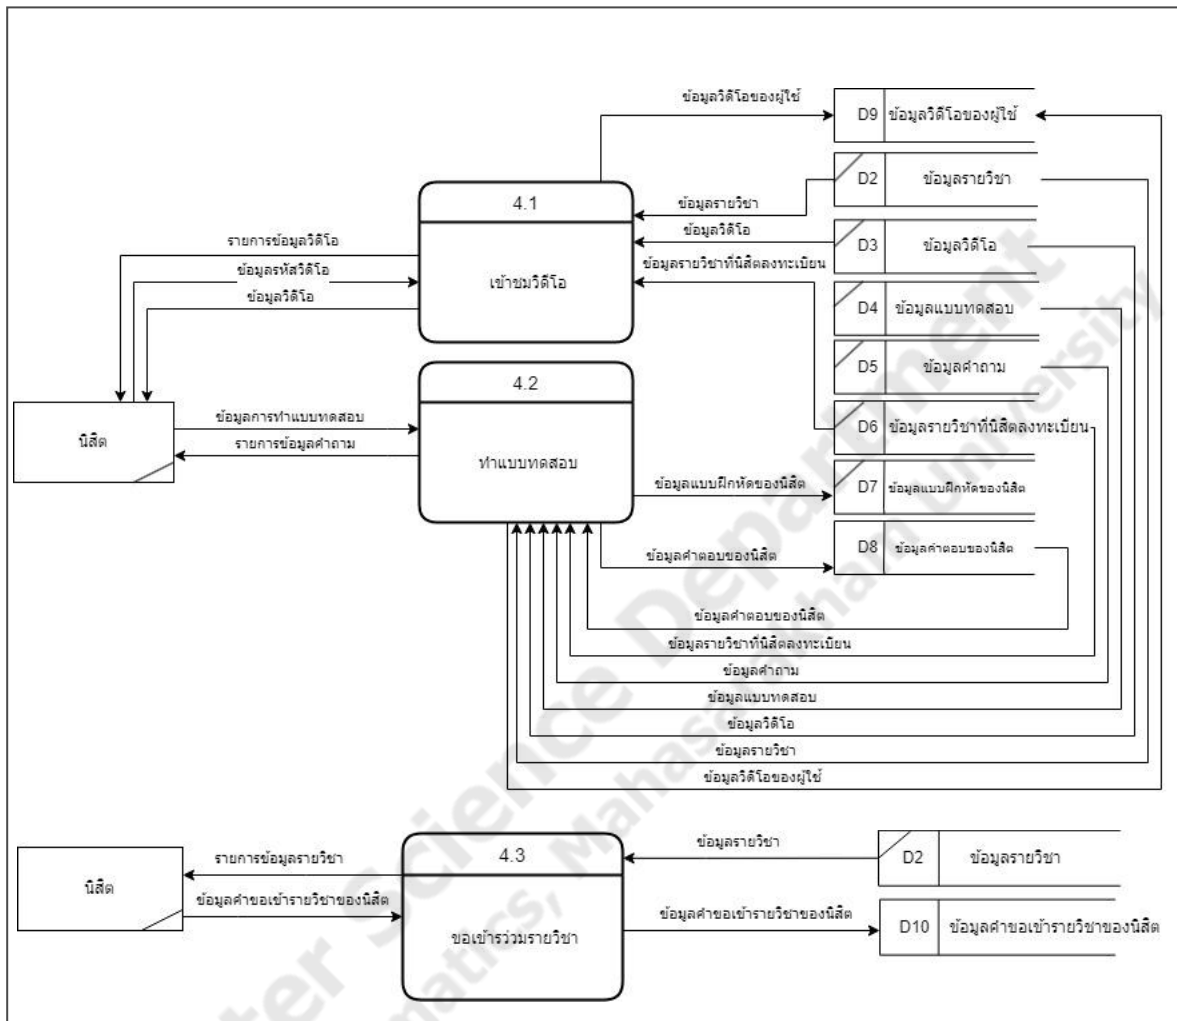 ข้อมูลวิดีโอของผู้ใช้
D9 ข้อมูลวิดีโอของผู้ใช้
D2 ข้อมูลรายวิชา
4.1
ข้อมูลรายวิชา
รายการข้อมูลวิดีโอ
ข้อมูลวิดีโอ
D3 ข้อมูลวิดีโอ
ข้อมูลรหัสวิดีโอ
ข้อมูลรายวิชาที่นิสิตลงทะเบียน
เข้าชมวิดีโอ
ข้อมูลวิดีโอ
D4 ข้อมูลแบบทดสอบ
D5 ข้อมูลคำถาม
4.2
ข้อมูลการทำแบบทดสอบ
D6 ข้อมูลรายวิชาที่นิสิตลงทะเบียน
นิสิต
รายการข้อมูลคำถาม
ทำแบบทดสอบ
ข้อมูลแบบฝึกหัดของนิสิต
D7 ข้อมูลแบบฝึกหัดของนิสิต
D8 ข้อมูลคำตอบของนิสิต
ข้อมูลคำตอบของนิสิต
ข้อมูลคำตอบของนิสิต
ข้อมูลรายวิชาที่นิสิตลงทะเบียน
ข้อมูลคำถาม
ข้อมูลแบบทดสอบ
ข้อมูลวิดีโอ
ข้อมูลรายวิชา
ข้อมูลวิดีโอของผู้ใช้
ข้อมูลรายวิชา
4.3
รายการข้อมูลรายวิชา
D2 ข้อมูลรายวิชา
นิสิต
ข้อมูลคำขอเข้ารายวิชาของนิสิต
ข้อมูลคำขอเข้ารายวิชาของนิสิต
D10 ข้อมูลคำขอเข้ารายวิชาของนิสิต
ขอเข้ารว่วมรายวิชา
ter Science Department
matics, Mahasarakham University